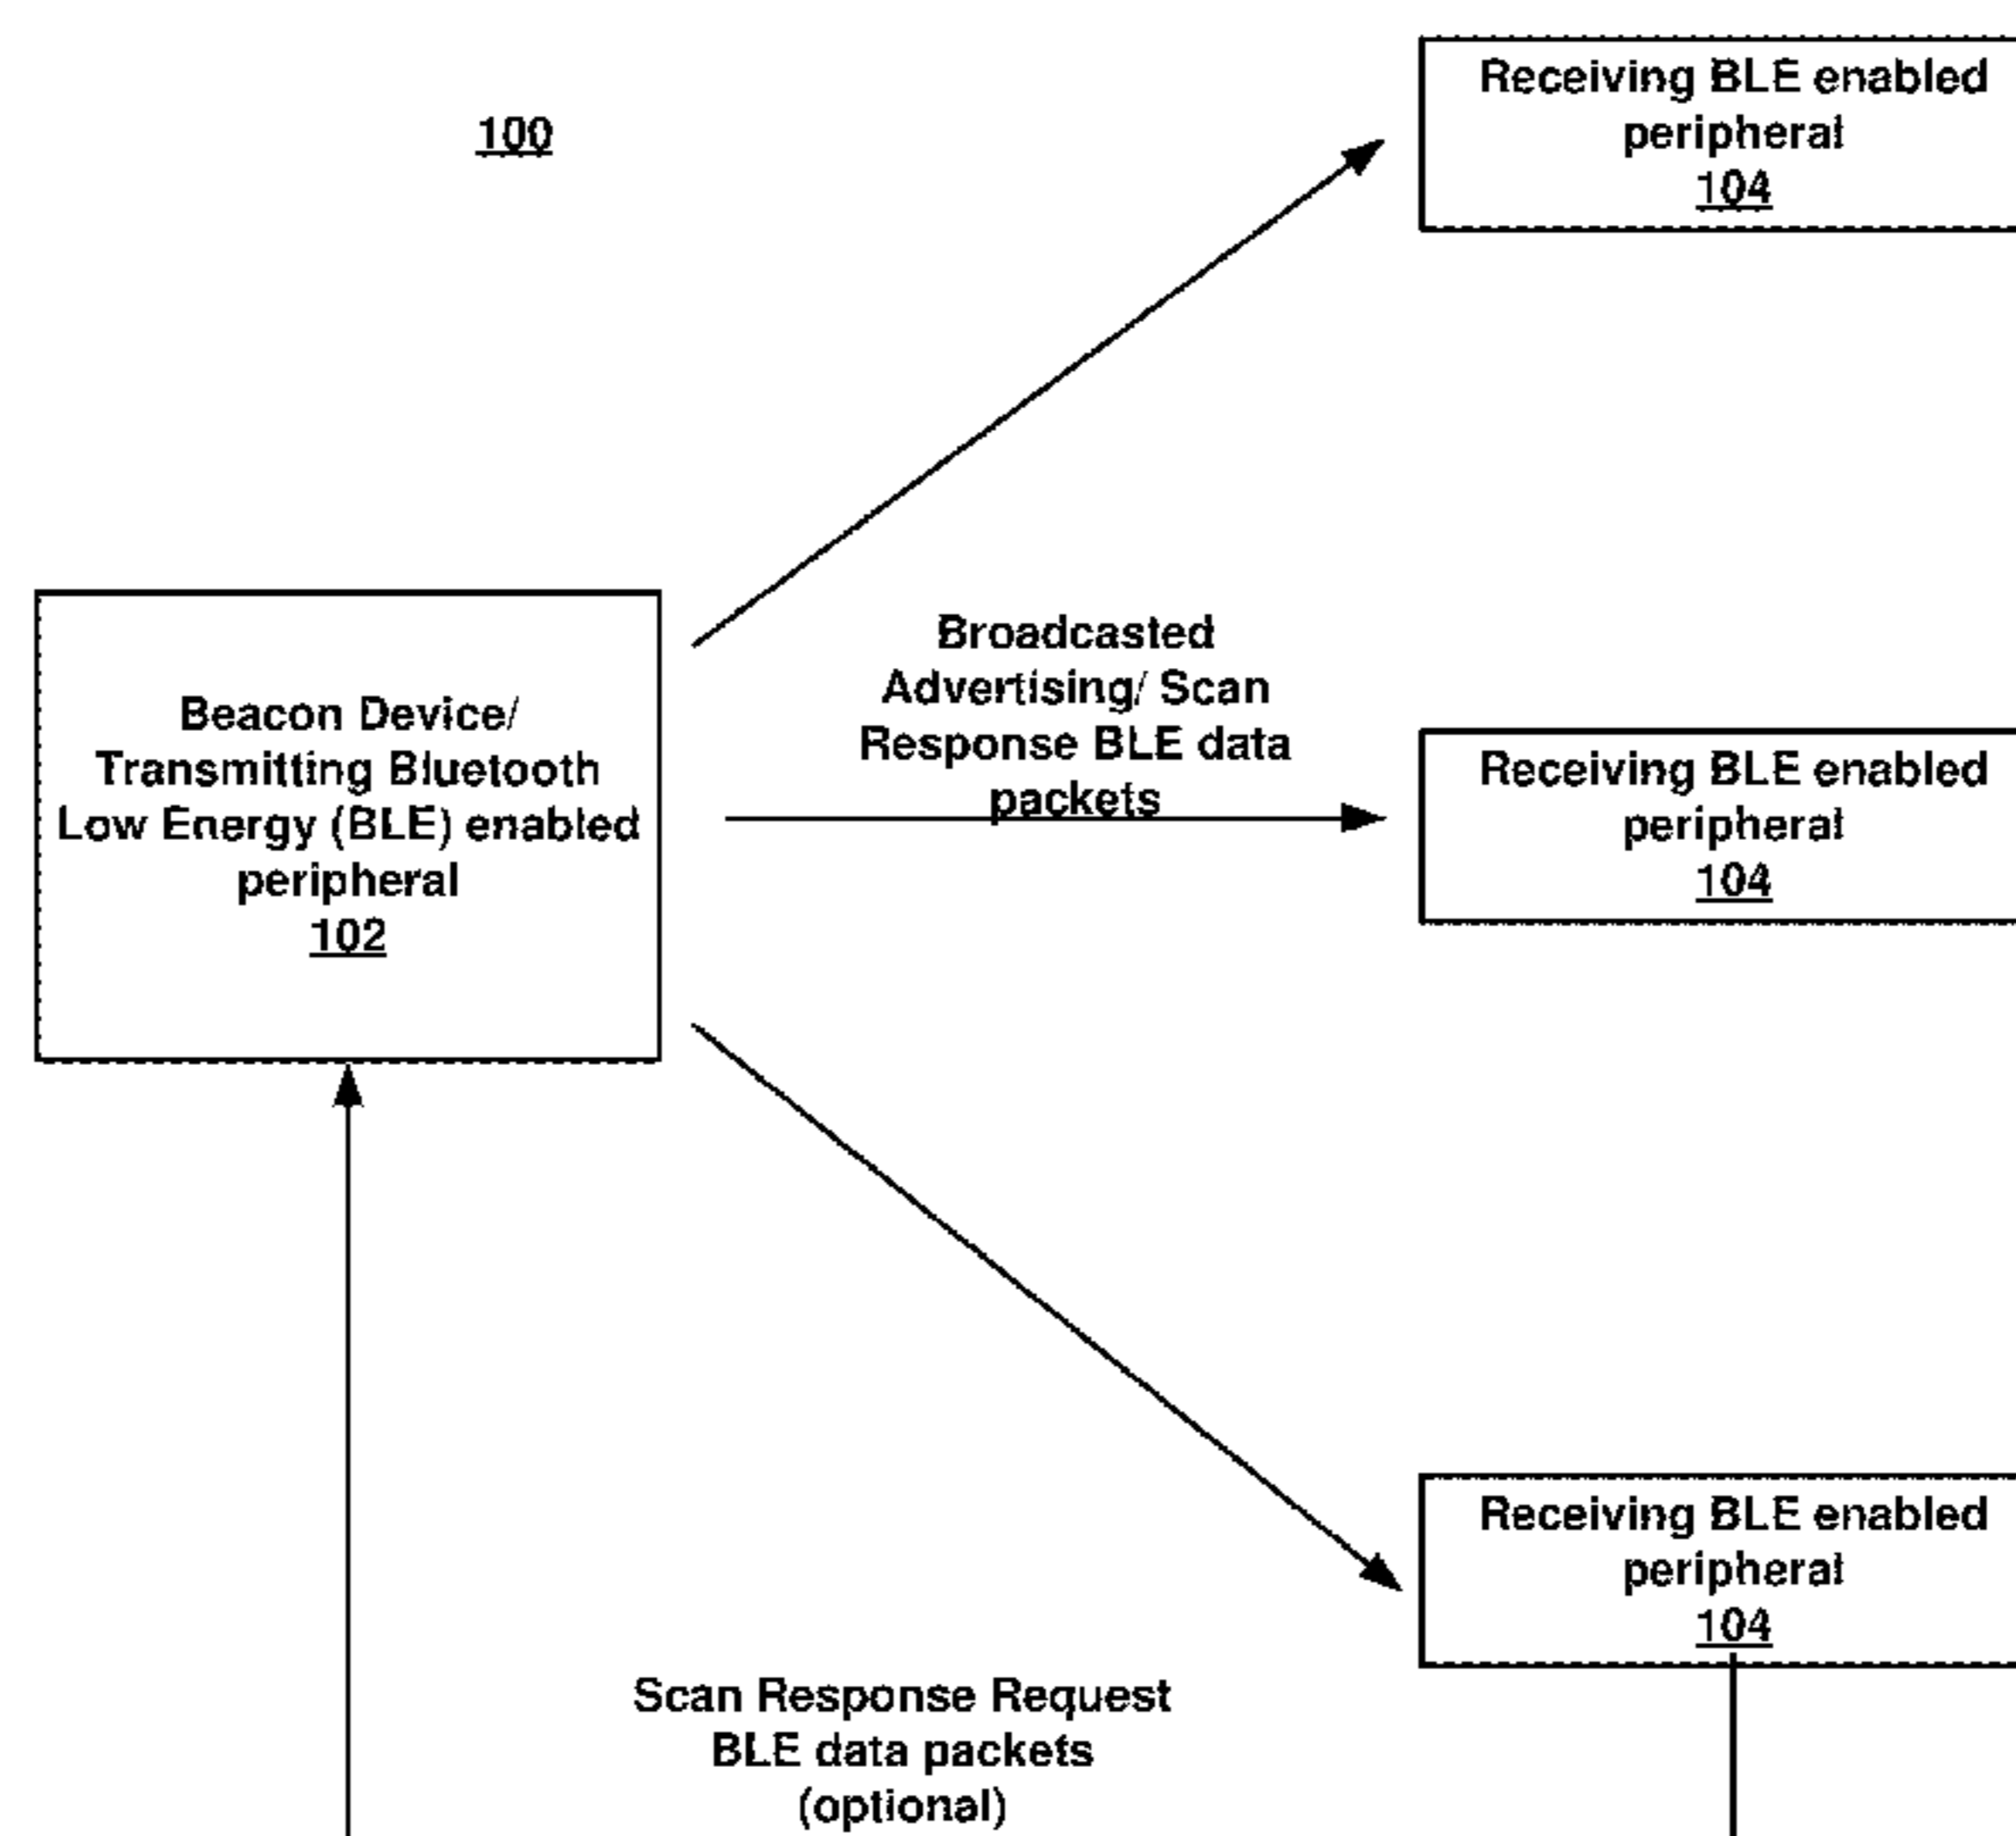 100
Receiving BLE enabled
peripheral
104
Beacon Device/
Transmitting Bluetooth
Low Energy (BLE) enabled
peripheral
102
Broadcasted
Advertising/ Scan
Response BLE data
packets
Receiving BLE enabled
peripheral
104
Receiving BLE enabled
peripheral
104
Scan Response Request
BLE data packets
(optional)